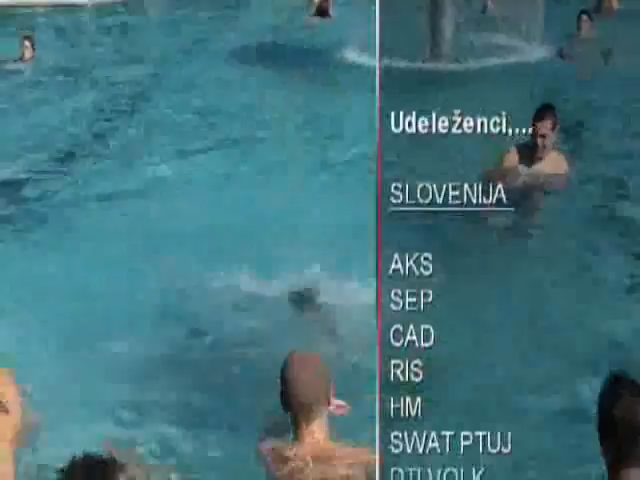 Udeleženci,...
SLOVENIJA
AKS
SEP
CAD
RIS
HM
SWAT PTUJ